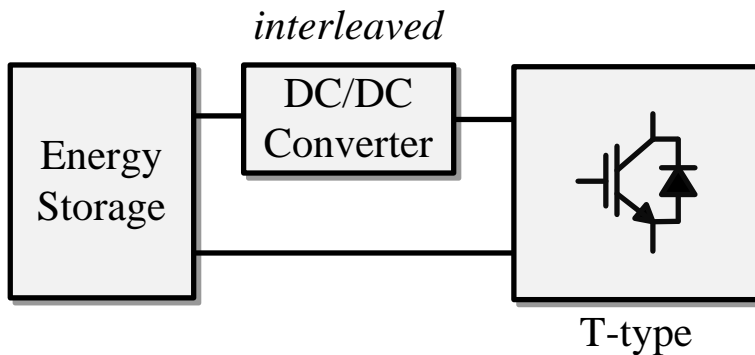 interleaved
DC/DC
Converter
Energy
Storage
T-type